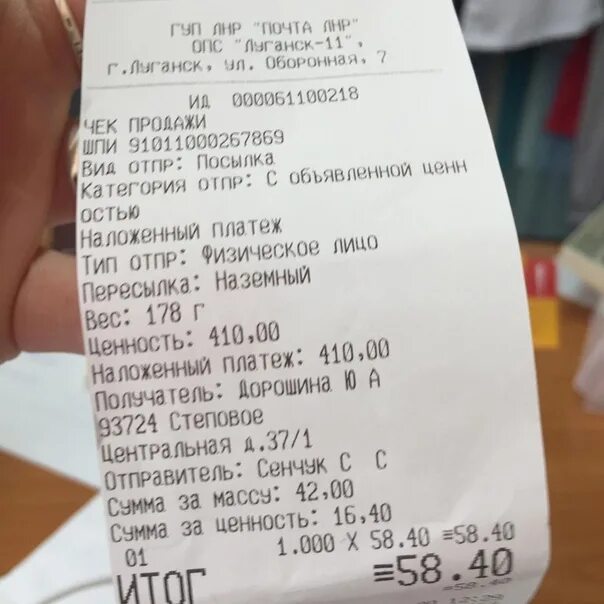 ГУП ЛНР "ПОЧТА ЛНР"
ОПС "Луганск-11",
г.Луганск, ул. Оборонная, 7
ИД 000061100218
ЧЕК ПРОДАЖИ
ШПИ 91011000267869
Вид отпр: Посылка
Категория отпр: С объявленной ценн
остью
Наложенный платеж
Тип отпр: Физическое лицо
Пересылка: Наземный
Вес: 178 г
Ценность: 410,00
Наложенный платеж: 410,00
Получатель: Дорошина Ю А
93724 Степовое
Центральная д.37/1
Отправитель: Сенчук С С
Сумма за массу: 42,00
Сумма за ценность: 16,40
01 1.000 X 58.40 ≡58.40
ИТОГ ≡58.40
≡58.40